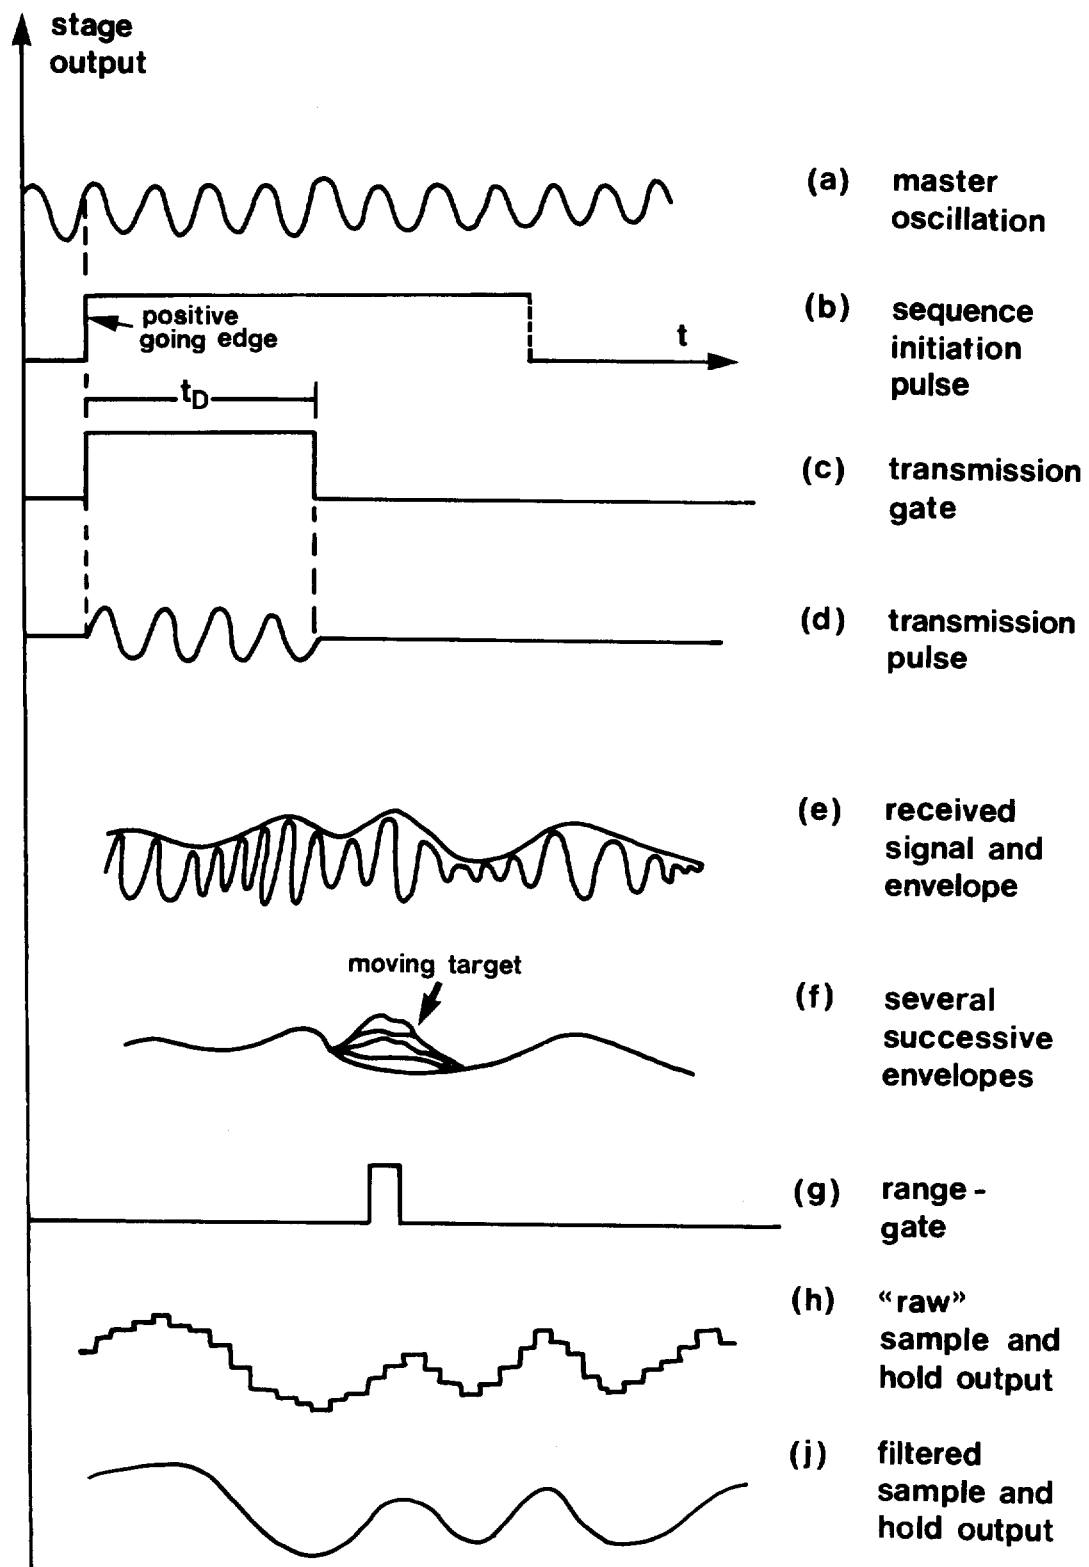 stage
output
(a) master
oscillation
(b) sequence
initiation
pulse
positive
going edge
t
tD
(c) transmission
gate
(d) transmission
pulse
(e) received
signal and
envelope
moving target
(f) several
successive
envelopes
(g) range-
gate
(h) “raw”
sample and
hold output
(j) filtered
sample and
hold output